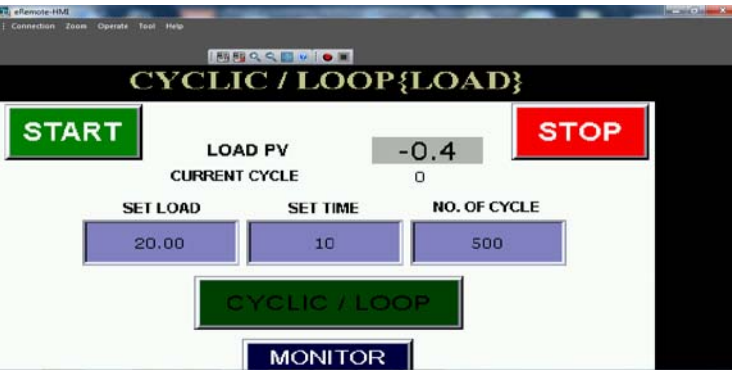 eRemote-HMI
Connection Zoom Operate Tool Help
CYCLIC / LOOP{LOAD}
START
STOP
LOAD PV -0.4
CURRENT CYCLE 0
SET LOAD SET TIME NO. OF CYCLE
20.00 10 500
CYCLIC / LOOP
MONITOR